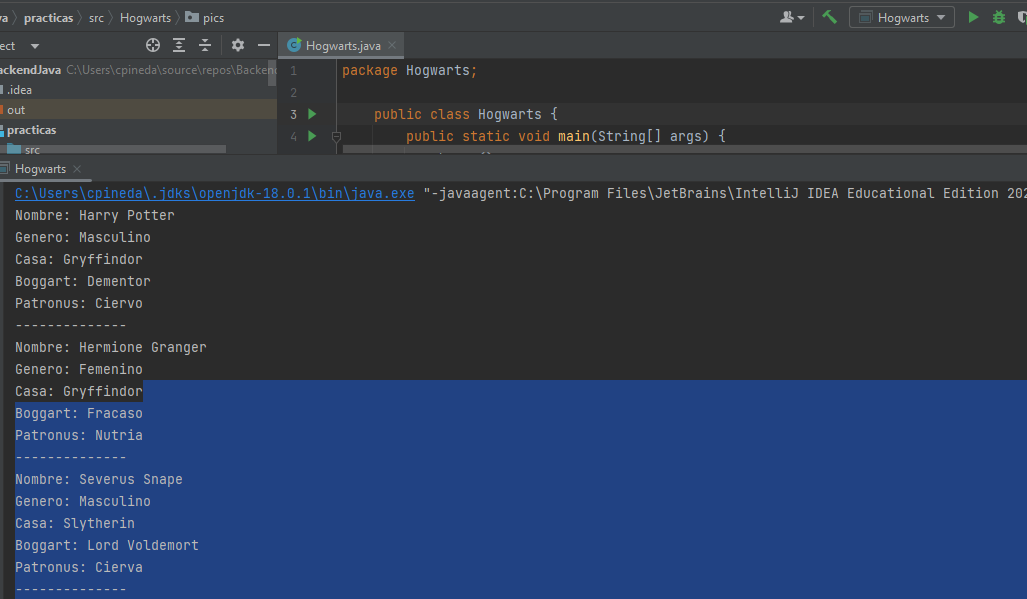 practicas src Hogwarts pics Hogwarts
Hogwarts.java
C:\Users\cpineda\source\repos\Backen
.idea
out
practicas
src
1 package Hogwarts;
2
3 public class Hogwarts {
4 public static void main(String[] args) {
Hogwarts
C:\Users\cpineda\.jdks\openjdk-18.0.1\bin\java.exe "-javaagent:C:\Program Files\JetBrains\IntelliJ IDEA Educational Edition 202
Nombre: Harry Potter
Genero: Masculino
Casa: Gryffindor
Boggart: Dementor
Patronus: Ciervo
--------------
Nombre: Hermione Granger
Genero: Femenino
Casa: Gryffindor
Boggart: Fracaso
Patronus: Nutria
--------------
Nombre: Severus Snape
Genero: Masculino
Casa: Slytherin
Boggart: Lord Voldemort
Patronus: Cierva
--------------